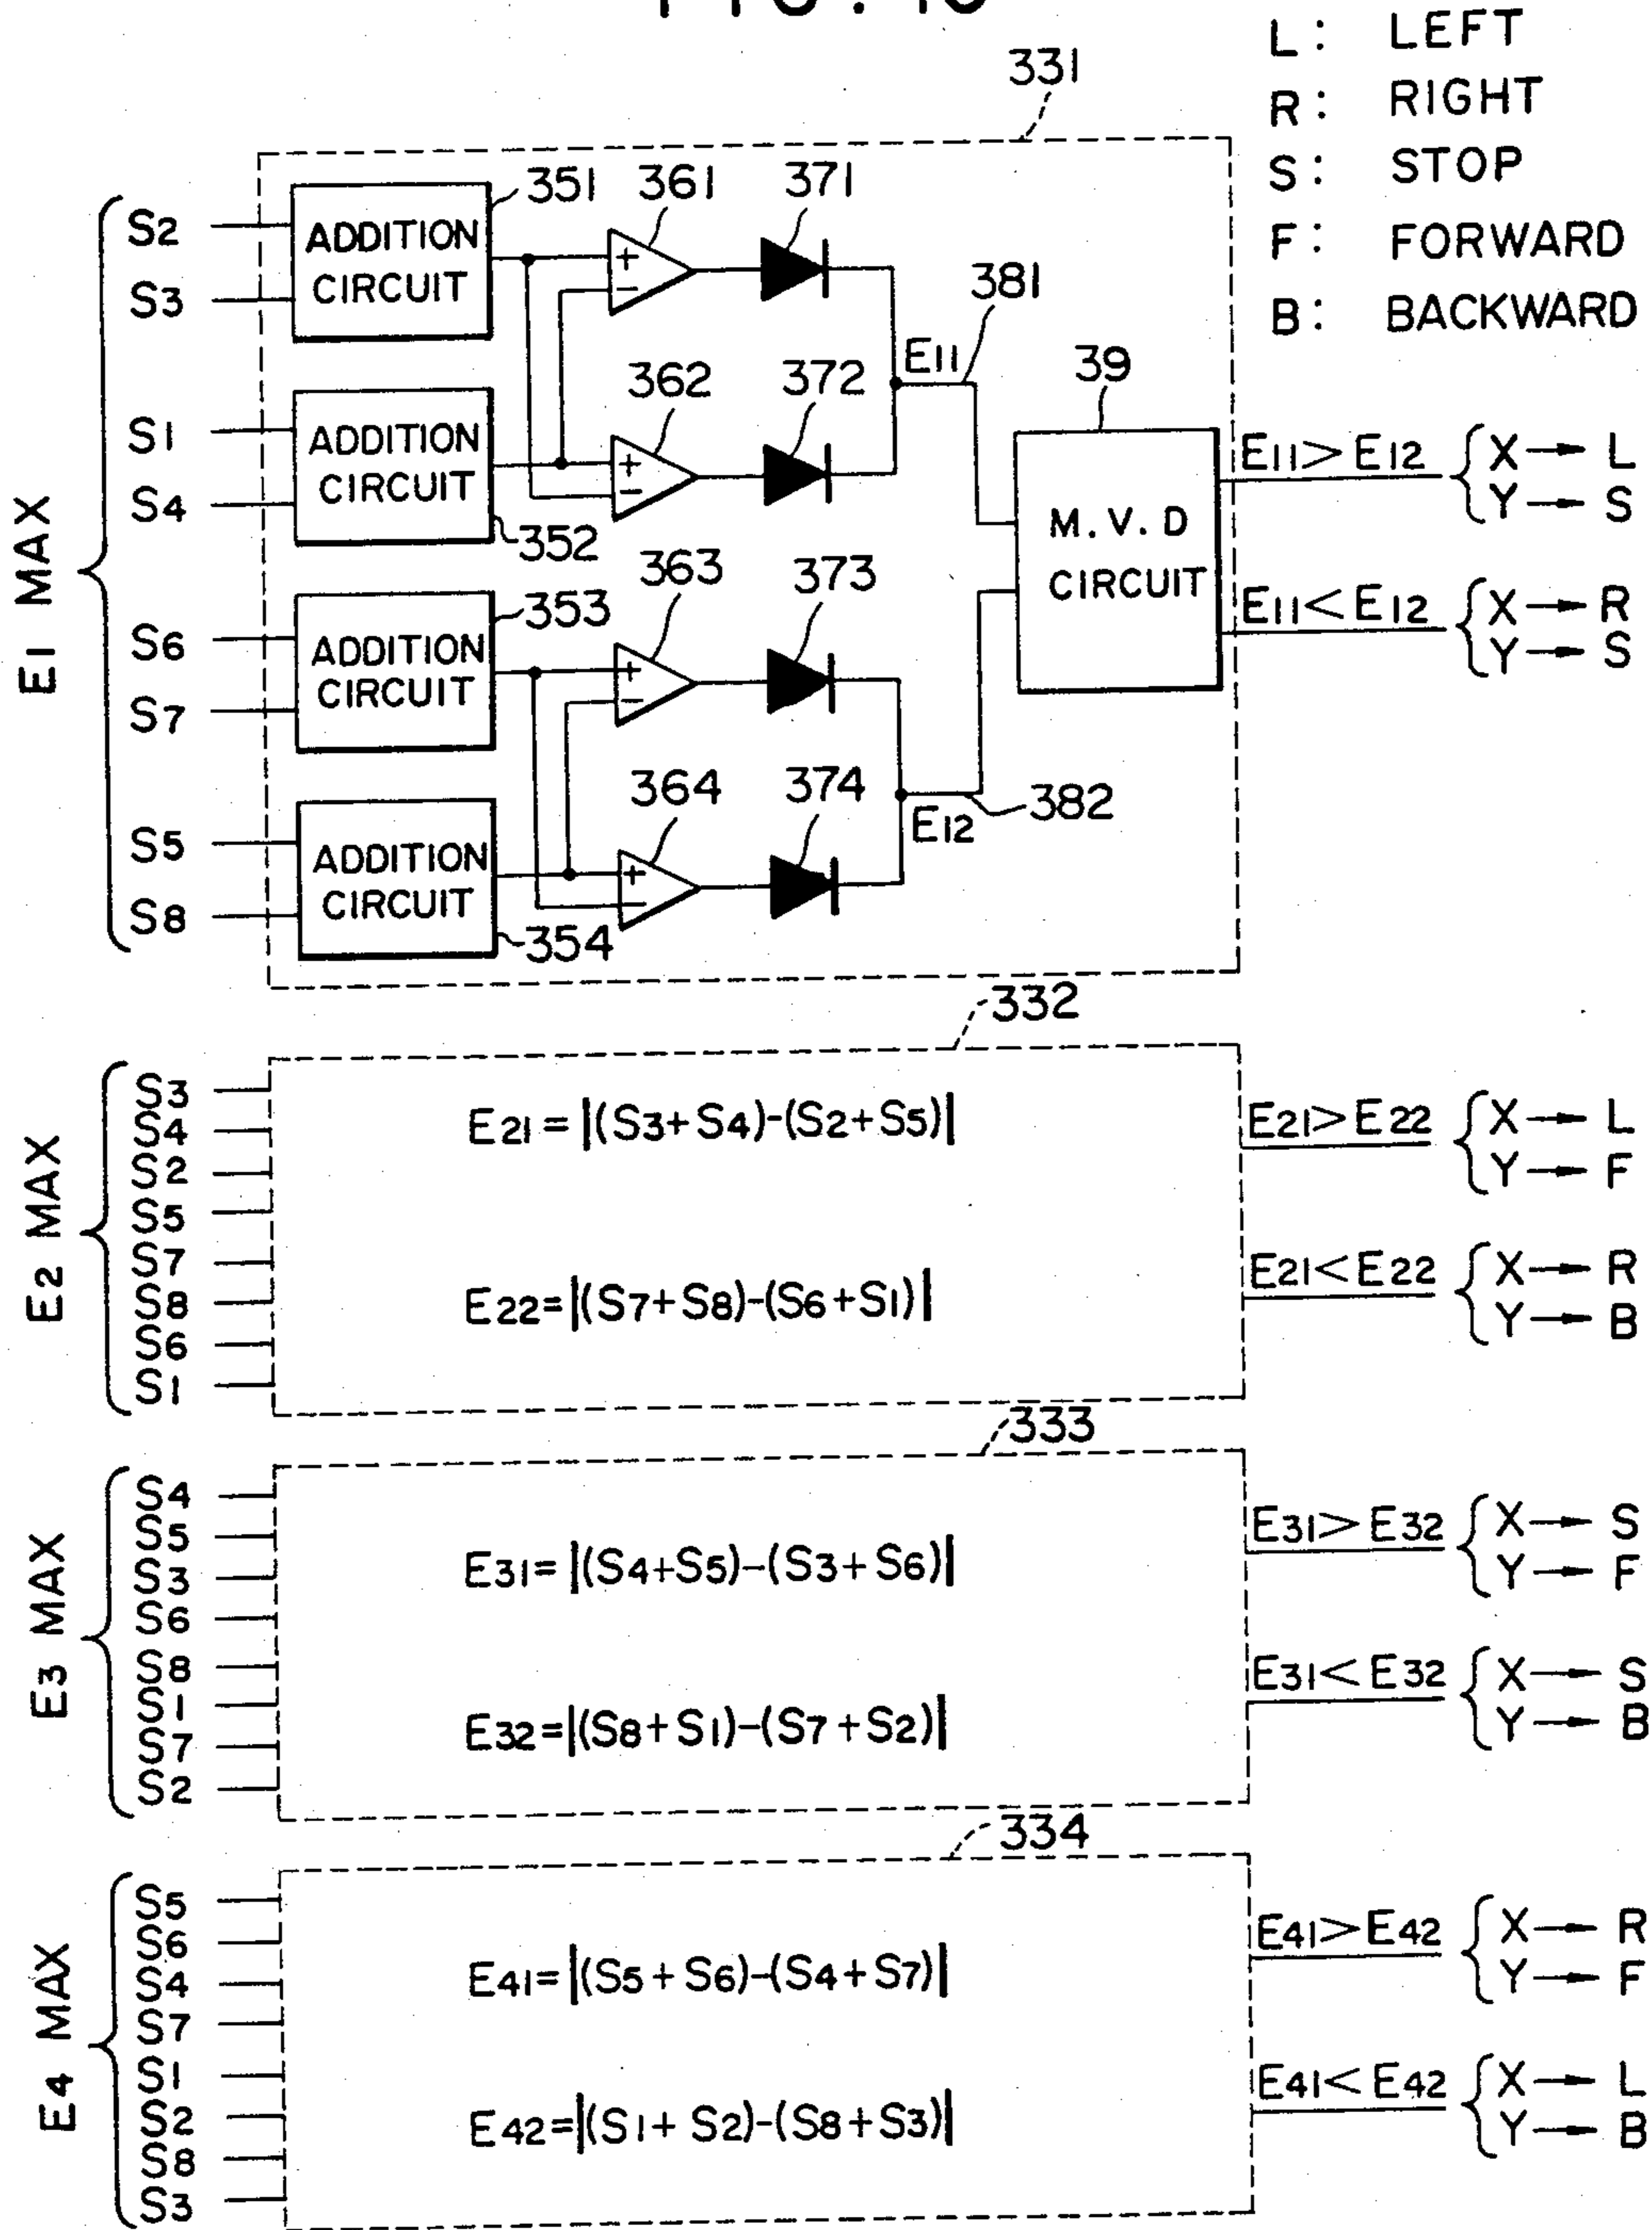 L: LEFT
R: RIGHT
S: STOP
F: FORWARD
B: BACKWARD
331
E1 MAX
S2
S3
S1
S4
S6
S7
S5
S8
ADDITION
CIRCUIT
351
ADDITION
CIRCUIT
352
ADDITION
CIRCUIT
353
ADDITION
CIRCUIT
354
361
+
−
362
+
−
363
+
−
364
+
−
371
372
373
374
E11
381
E12
382
39
M.V.D
CIRCUIT
E11>E12
X→L
Y→S
E11<E12
X→R
Y→S
332
E2 MAX
S3
S4
S2
S5
S7
S8
S6
S1
E21=|(S3+S4)-(S2+S5)|
E22=|(S7+S8)-(S6+S1)|
E21>E22
X→L
Y→F
E21<E22
X→R
Y→B
333
E3 MAX
S4
S5
S3
S6
S8
S1
S7
S2
E31=|(S4+S5)-(S3+S6)|
E32=|(S8+S1)-(S7+S2)|
E31>E32
X→S
Y→F
E31<E32
X→S
Y→B
334
E4 MAX
S5
S6
S4
S7
S1
S2
S8
S3
E41=|(S5+S6)-(S4+S7)|
E42=|(S1+S2)-(S8+S3)|
E41>E42
X→R
Y→F
E41<E42
X→L
Y→B